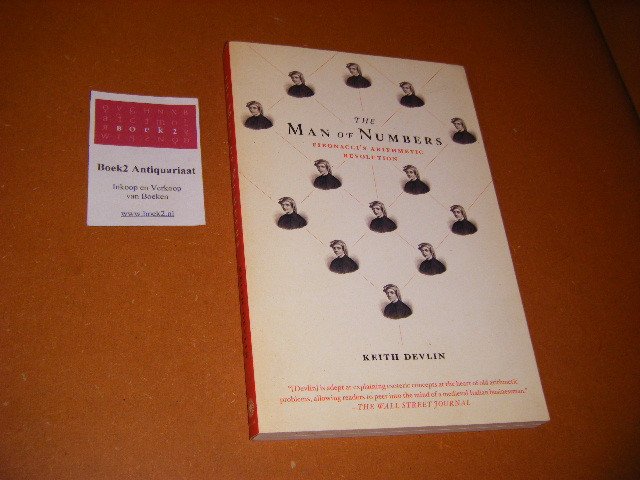 BOEK2
Boek2 Antiquariaat
Inkoop en Verkoop
van Boeken
www.boek2.nl
THE
MAN OF NUMBERS
FIBONACCI'S ARITHMETIC
REVOLUTION
KEITH DEVLIN
"[Devlin] is adept at explaining esoteric concepts at the heart of old arithmetic
problems, allowing readers to peer into the mind of a medieval Italian businessman."
—THE WALL STREET JOURNAL